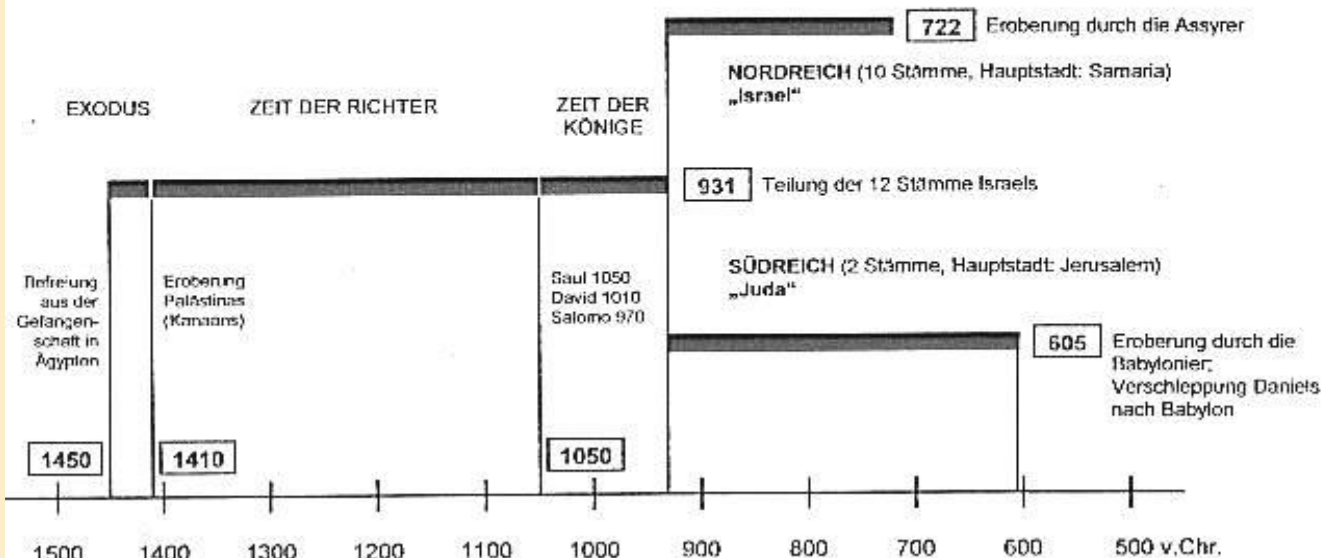 722 Eroberung durch die Assyrer
NORDREICH (10 Stämme, Hauptstadt: Samaria)
„Israel“
EXODUS
ZEIT DER RICHTER
ZEIT DER
KÖNIGE
931 Teilung der 12 Stämme Israels
Befreiung
aus der
Gefangen-
schaft in
Ägypten
Eroberung
Palästinas
(Kanaans)
Saul 1050
David 1010
Salomo 970
SÜDREICH (2 Stämme, Hauptstadt: Jerusalem)
„Juda“
605 Eroberung durch die
Babylonier;
Verschleppung Daniels
nach Babylon
1450
1410
1050
1500 1400 1300 1200 1100 1000 900 800 700 600 500 v.Chr.